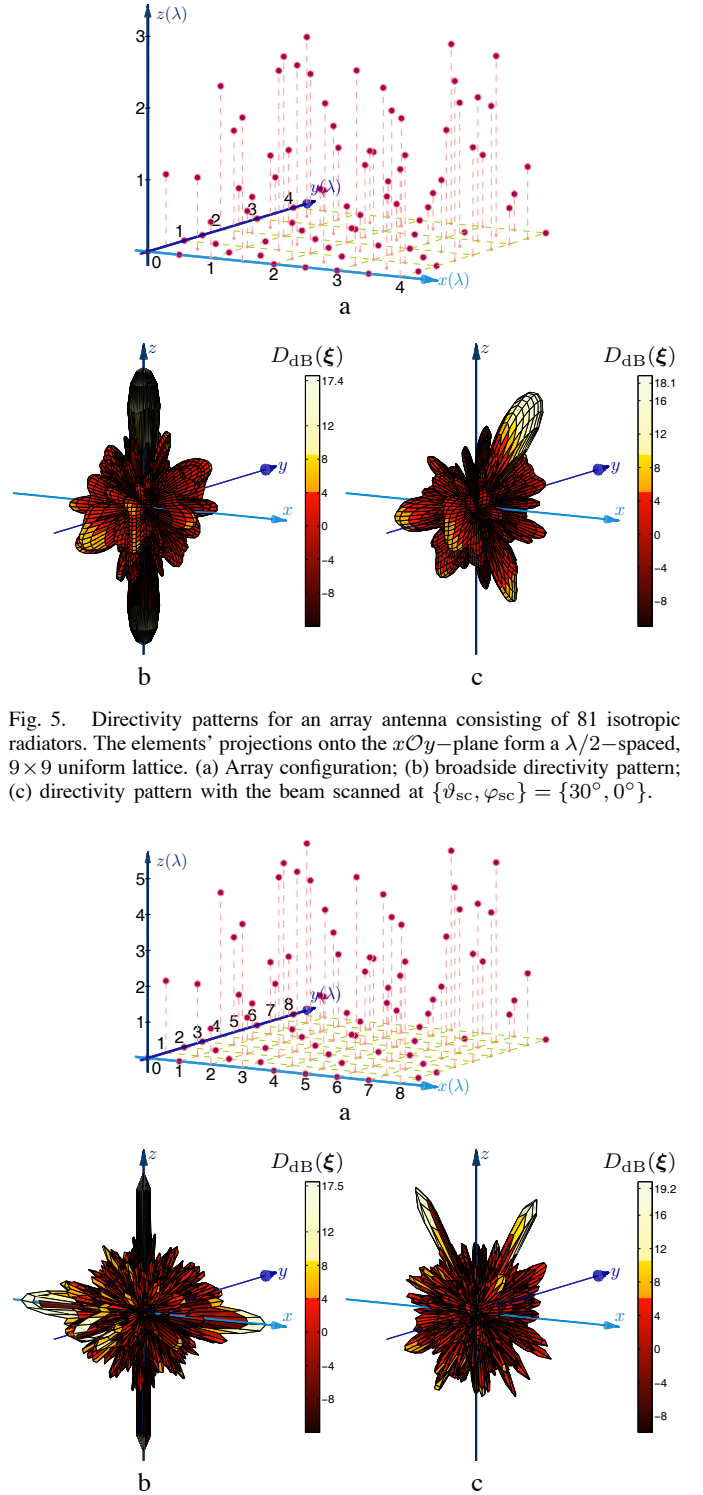 z(λ)
3
2
1
1
2
3
4
y(λ)
0
1
2
3
4
x(λ)
a
z
D_dB(ξ)
17.4
12
8
4
0
−4
−8
y
x
b
z
D_dB(ξ)
18.1
16
12
8
4
0
−4
−8
y
x
c
Fig. 5. Directivity patterns for an array antenna consisting of 81 isotropic
radiators. The elements' projections onto the xOy−plane form a λ/2−spaced,
9×9 uniform lattice. (a) Array configuration; (b) broadside directivity pattern;
(c) directivity pattern with the beam scanned at {ϑsc, φsc} = {30°, 0°}.
z(λ)
5
4
3
2
1
1
2
3
4
5
6
7
8
y(λ)
0
1
2
3
4
5
6
7
8
x(λ)
a
z
D_dB(ξ)
17.5
12
8
4
0
−4
−8
y
x
b
z
D_dB(ξ)
19.2
16
12
8
4
0
−4
−8
y
x
c